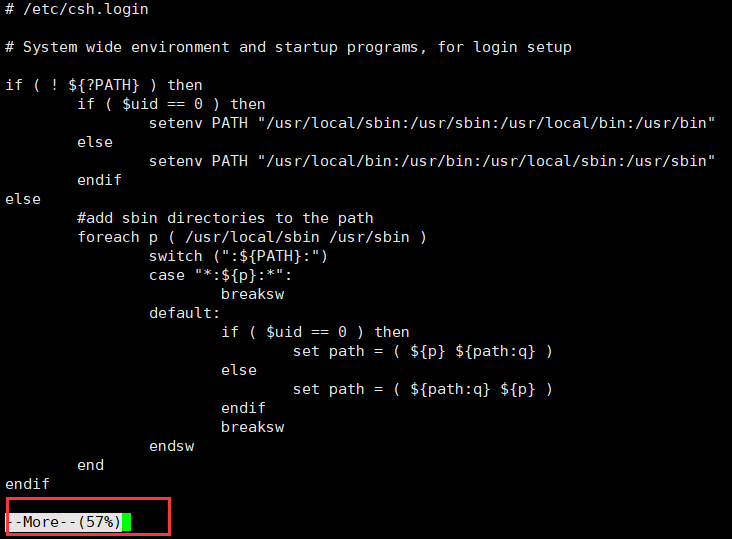 # /etc/csh.login
# System wide environment and startup programs, for login setup
if ( ! ${?PATH} ) then
        if ( $uid == 0 ) then
                setenv PATH "/usr/local/sbin:/usr/sbin:/usr/local/bin:/usr/bin"
        else
                setenv PATH "/usr/local/bin:/usr/bin:/usr/local/sbin:/usr/sbin"
        endif
else
        #add sbin directories to the path
        foreach p ( /usr/local/sbin /usr/sbin )
                switch (":${PATH}:")
                case "*:${p}:*":
                        breaksw
                default:
                        if ( $uid == 0 ) then
                                set path = ( ${p} ${path:q} )
                        else
                                set path = ( ${path:q} ${p} )
                        endif
                        breaksw
                endsw
        end
endif
--More--(57%)